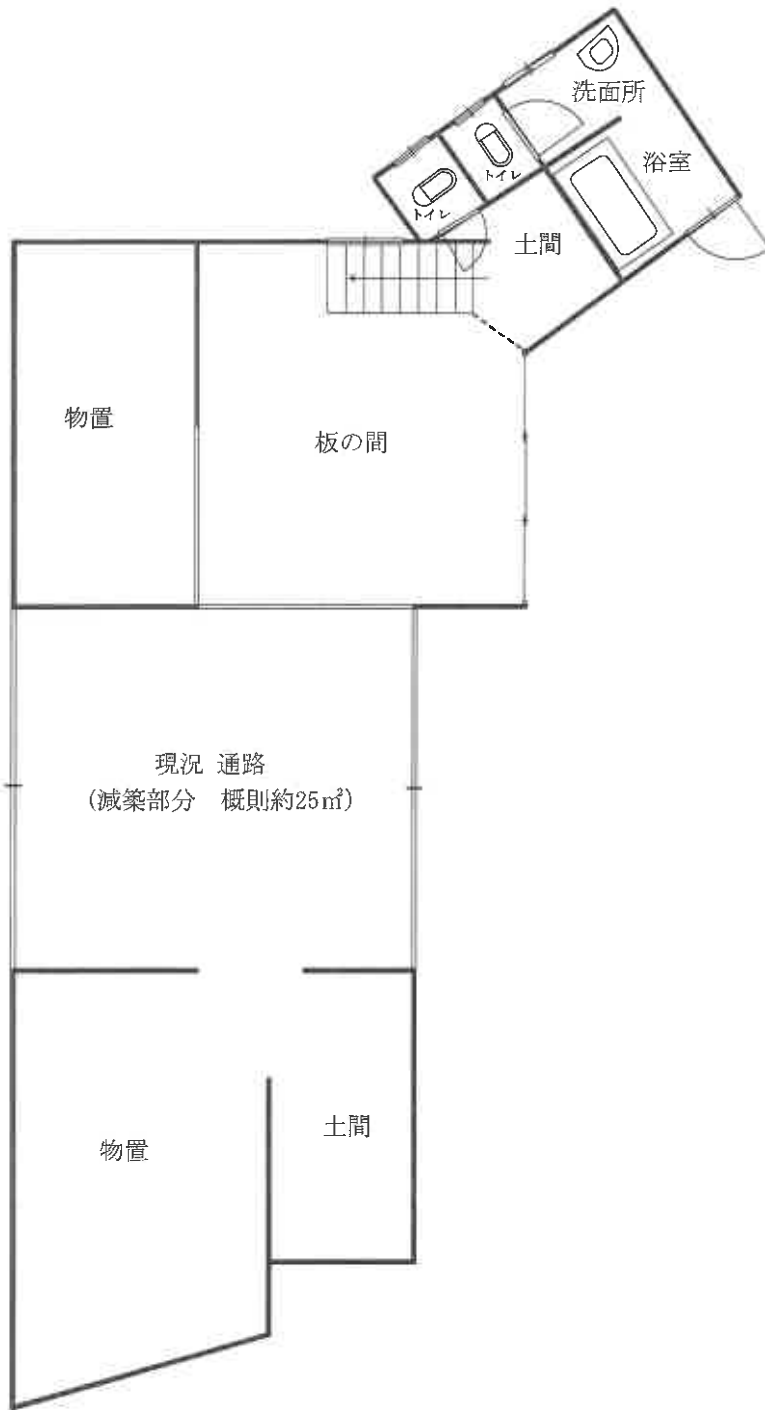 洗面所
浴室
トイレ
トイレ
土間
物置
板の間
現況 通路
(減築部分　概則約25㎡)
物置
土間